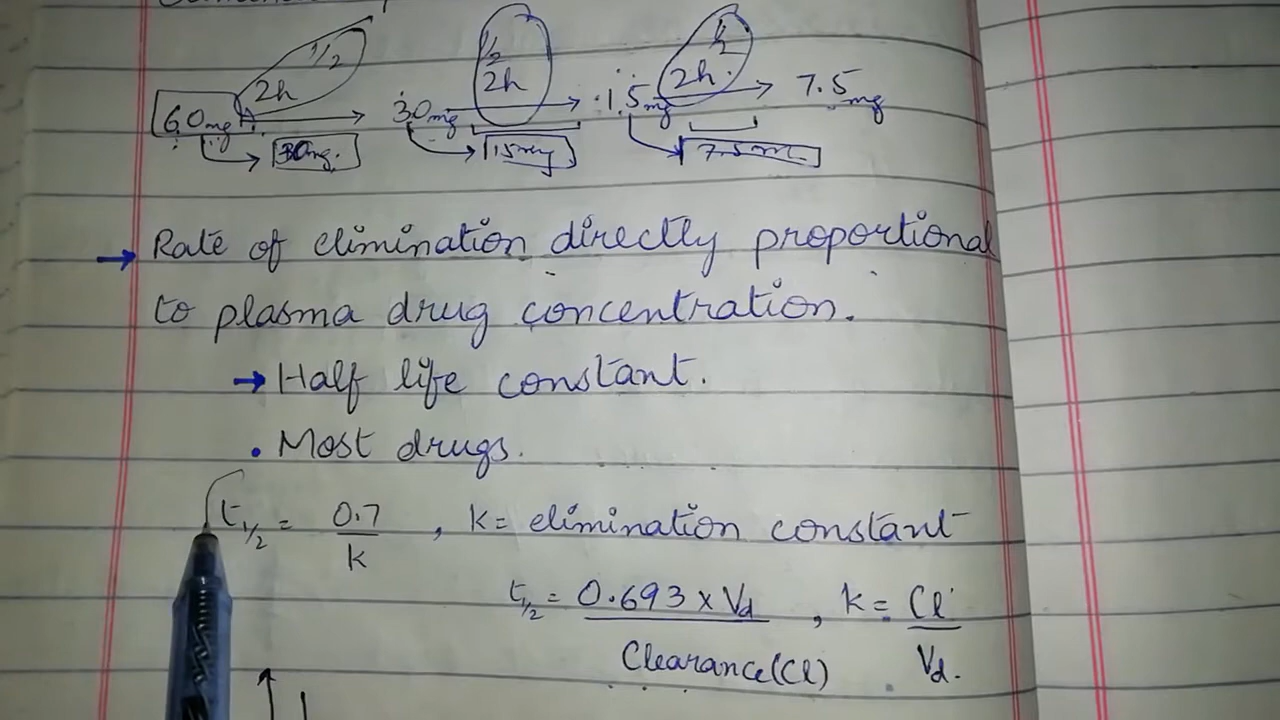 1/2 1/2 1/2
2h 2h 2h
60mg → 30mg → 15mg → 7.5mg
30mg. 15mg
→ Rate of elimination directly proportional
to plasma drug concentration.
→ Half life constant.
• Most drugs.
t1/2 = 0.7/k , k = elimination constant
t1/2 = 0.693 x Vd / Clearance(Cl) , k = Cl/Vd.